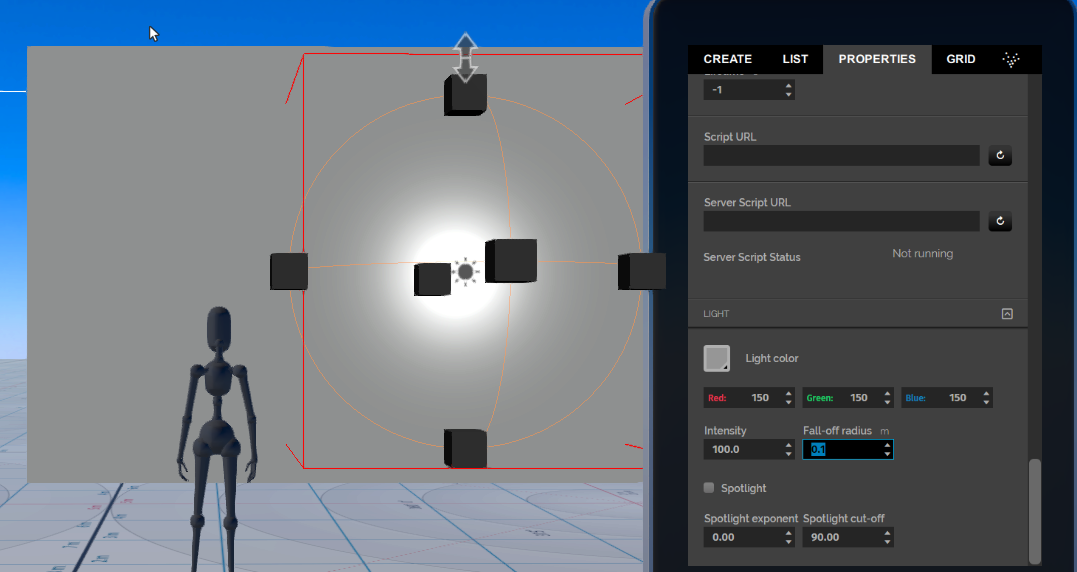 CREATE LIST PROPERTIES GRID
-1
Script URL
Server Script URL
Server Script Status Not running
LIGHT
Light color
Red: 150 Green: 150 Blue: 150
Intensity Fall-off radius m
100.0 0.1
Spotlight
Spotlight exponent Spotlight cut-off
0.00 90.00